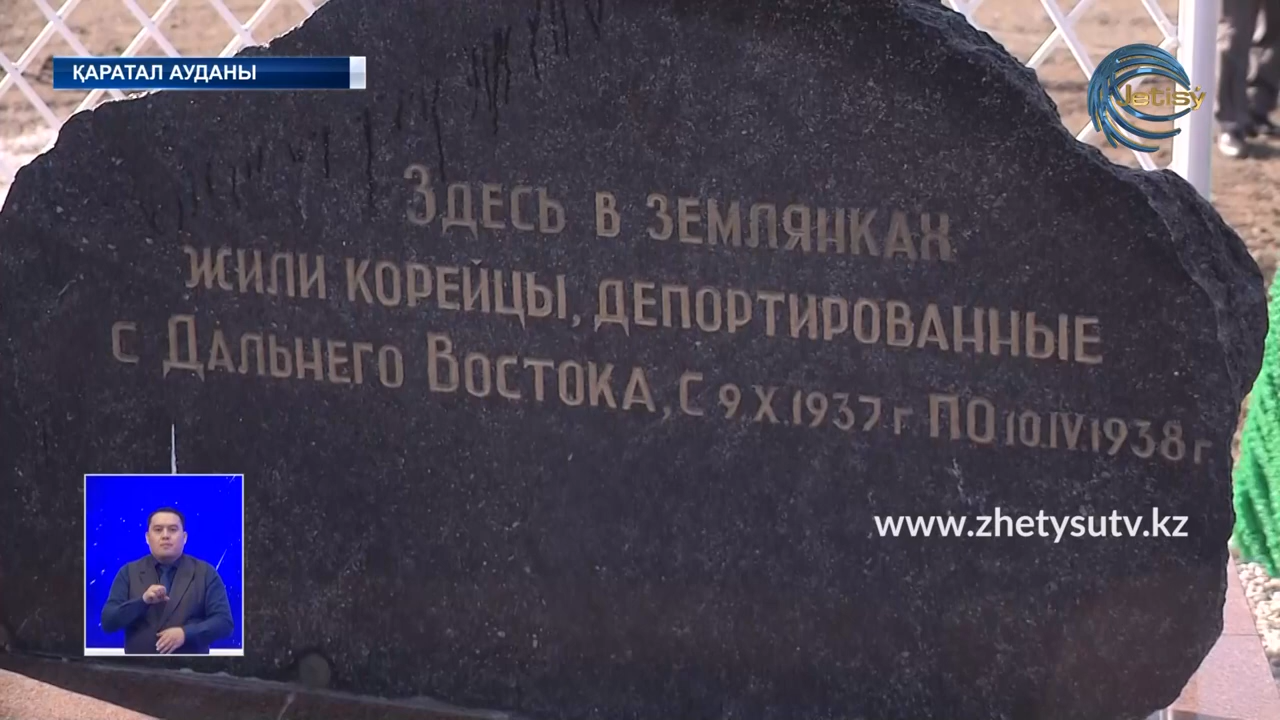 ҚАРАТАЛ АУДАНЫ
Jetisý
Здесь в землянках
жили корейцы, депортированные
с Дальнего Востока, с 9.X.1937 г по 10.IV.1938 г
www.zhetysutv.kz